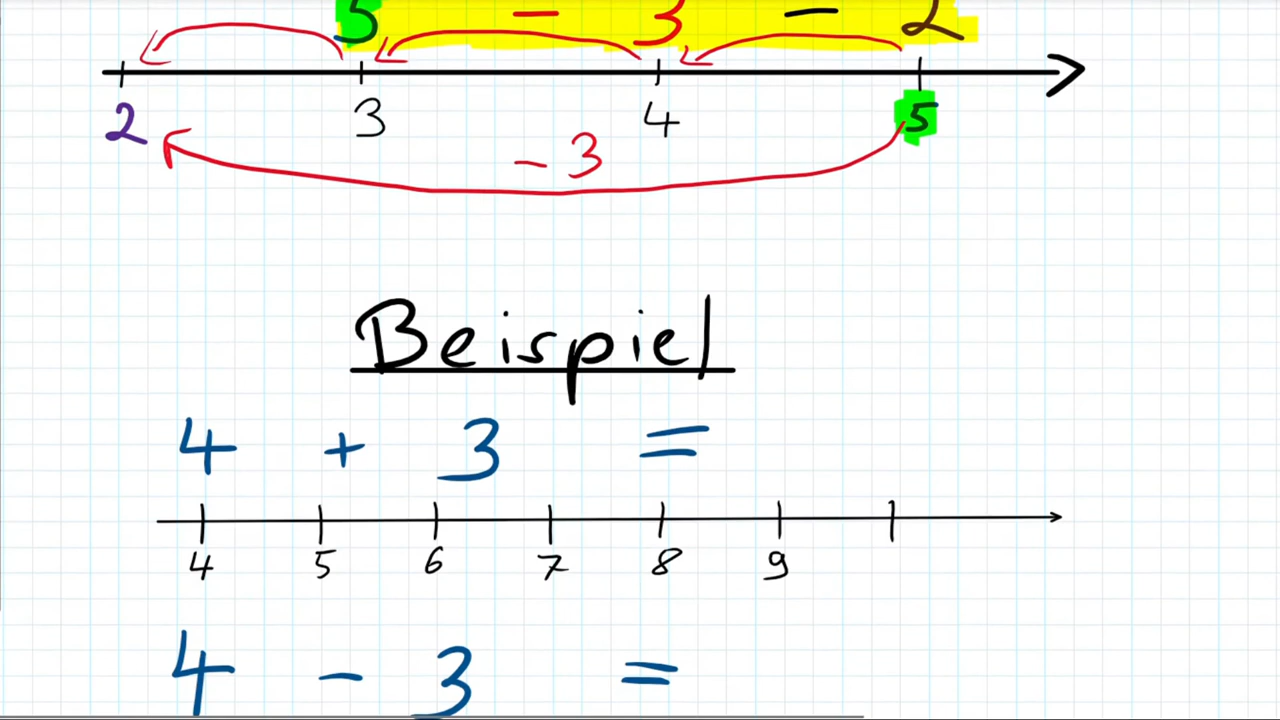 5 - 3 - 2
2 3 4 5
- 3
Beispiel
4 + 3 =
4 5 6 7 8 9
4 - 3 =